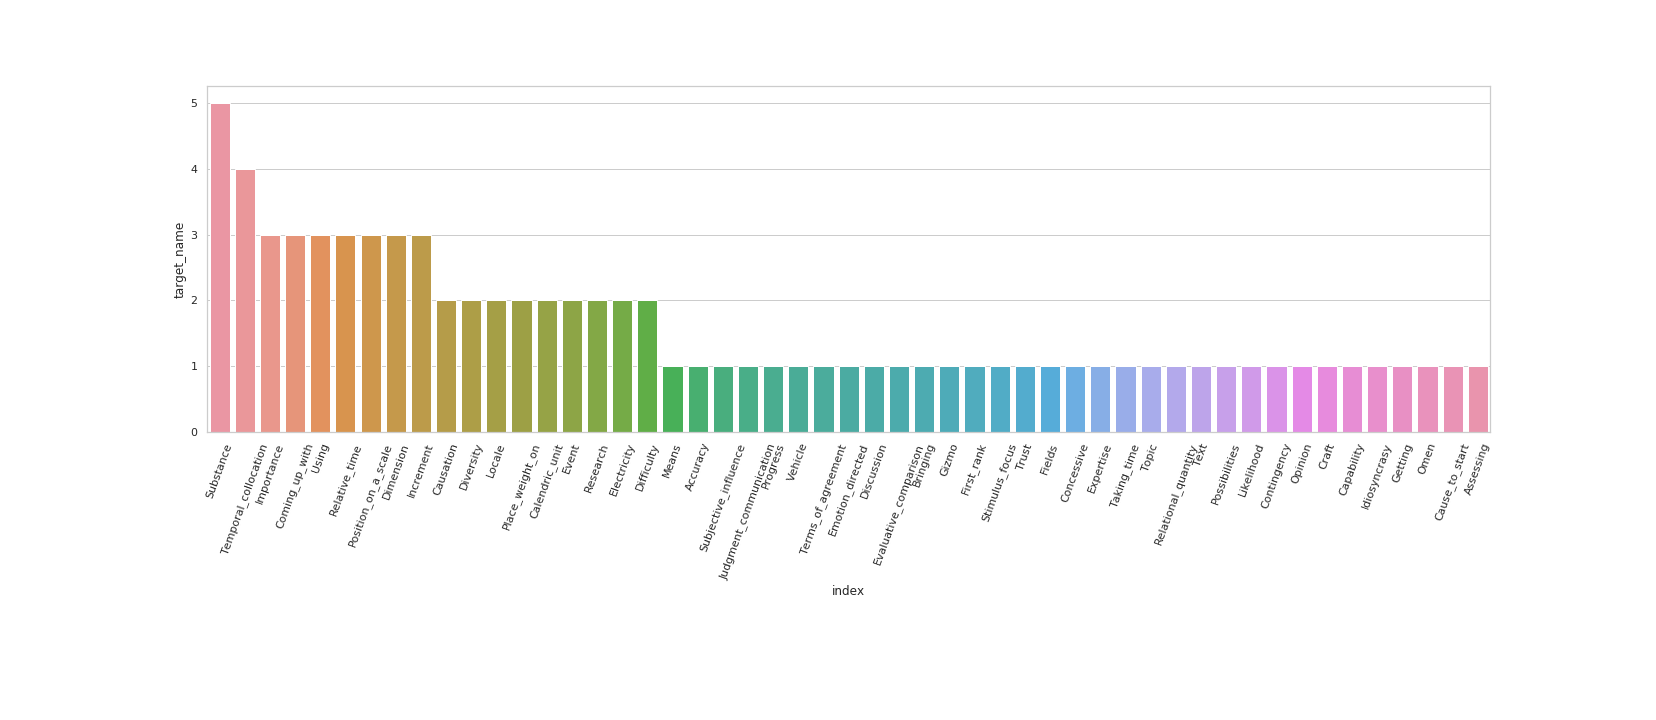 5
4
3
2
1
0
target_name
Substance
Temporal_collocation
Importance
Coming_up_with
Using
Relative_time
Position_on_a_scale
Dimension
Increment
Causation
Diversity
Locale
Place_weight_on
Calendric_unit
Event
Research
Electricity
Difficulty
Means
Accuracy
Subjective_influence
Judgment_communication
Progress
Vehicle
Terms_of_agreement
Emotion_directed
Discussion
Evaluative_comparison
Bringing
Gizmo
First_rank
Stimulus_focus
Trust
Fields
Concessive
Expertise
Taking_time
Topic
Relational_quantity
Text
Possibilities
Likelihood
Contingency
Opinion
Craft
Capability
Idiosyncrasy
Getting
Omen
Cause_to_start
Assessing
index